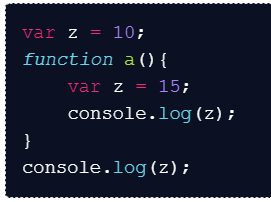 var z = 10;
function a(){
    var z = 15;
    console.log(z);
}
console.log(z);